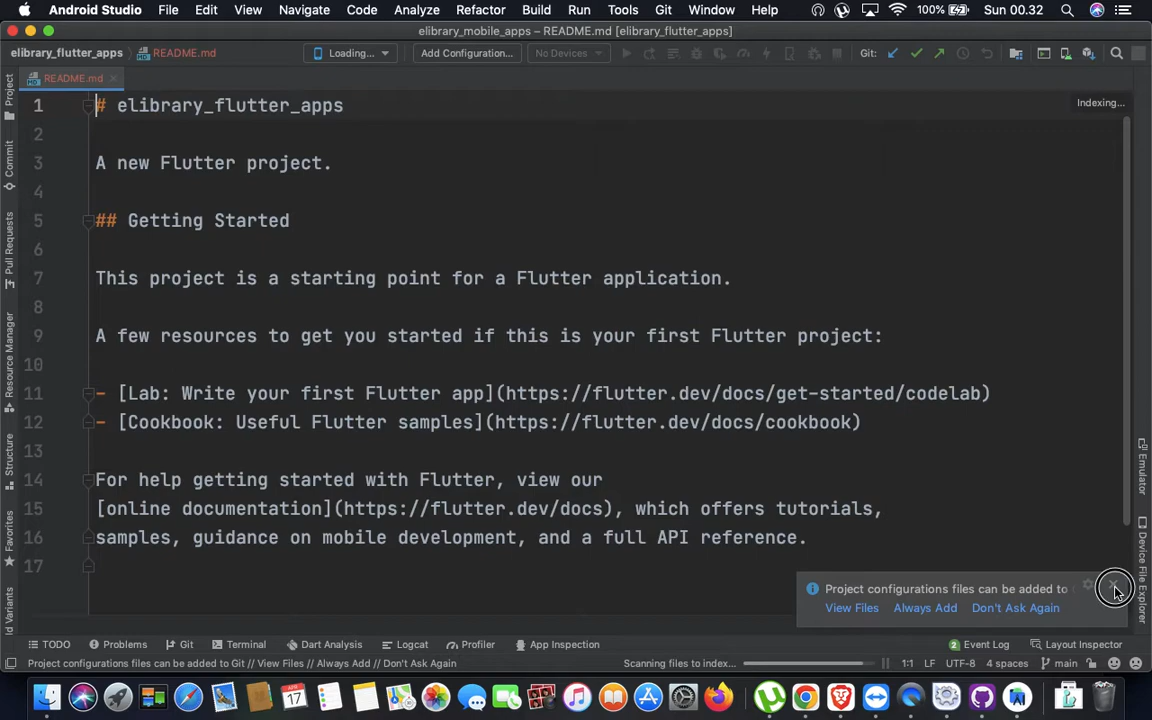 Android Studio File Edit View Navigate Code Analyze Refactor Build Run Tools Git Window Help 100% Sun 00.32
elibrary_mobile_apps – README.md [elibrary_flutter_apps]
elibrary_flutter_apps README.md Loading... Add Configuration... No Devices Git:
README.md
Indexing...
1 # elibrary_flutter_apps
2
3 A new Flutter project.
4
5 ## Getting Started
6
7 This project is a starting point for a Flutter application.
8
9 A few resources to get you started if this is your first Flutter project:
10
11 - [Lab: Write your first Flutter app](https://flutter.dev/docs/get-started/codelab)
12 - [Cookbook: Useful Flutter samples](https://flutter.dev/docs/cookbook)
13
14 For help getting started with Flutter, view our
15 [online documentation](https://flutter.dev/docs), which offers tutorials,
16 samples, guidance on mobile development, and a full API reference.
17
Project
Commit
Pull Requests
Resource Manager
Structure
Favorites
Variants
Emulator
Device File Explorer
Project configurations files can be added to
View Files Always Add Don't Ask Again
TODO Problems Git Terminal Dart Analysis Logcat Profiler App Inspection 2 Event Log Layout Inspector
Project configurations files can be added to Git // View Files // Always Add // Don't Ask Again Scanning files to index... 1:1 LF UTF-8 4 spaces main
17